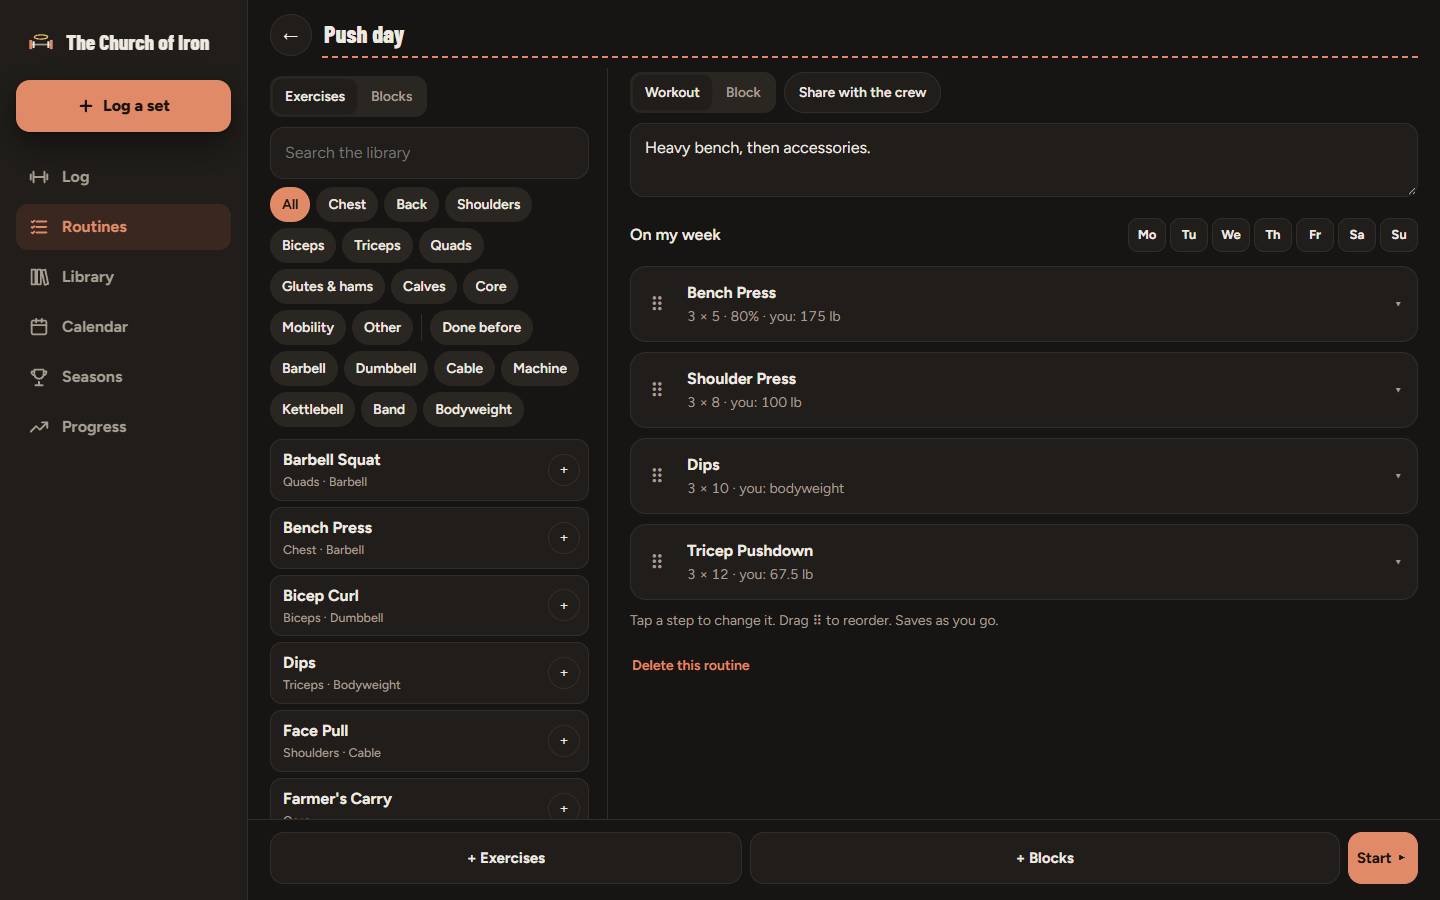 The Church of Iron
+ Log a set
Log
Routines
Library
Calendar
Seasons
Progress
← Push day
Exercises Blocks
Search the library
All Chest Back Shoulders
Biceps Triceps Quads
Glutes & hams Calves Core
Mobility Other Done before
Barbell Dumbbell Cable Machine
Kettlebell Band Bodyweight
Barbell Squat
Quads · Barbell
+
Bench Press
Chest · Barbell
+
Bicep Curl
Biceps · Dumbbell
+
Dips
Triceps · Bodyweight
+
Face Pull
Shoulders · Cable
+
Farmer's Carry
+
Workout Block Share with the crew
Heavy bench, then accessories.
On my week Mo Tu We Th Fr Sa Su
Bench Press
3 × 5 · 80% · you: 175 lb
Shoulder Press
3 × 8 · you: 100 lb
Dips
3 × 10 · you: bodyweight
Tricep Pushdown
3 × 12 · you: 67.5 lb
Tap a step to change it. Drag ⠿ to reorder. Saves as you go.
Delete this routine
+ Exercises + Blocks Start ▸